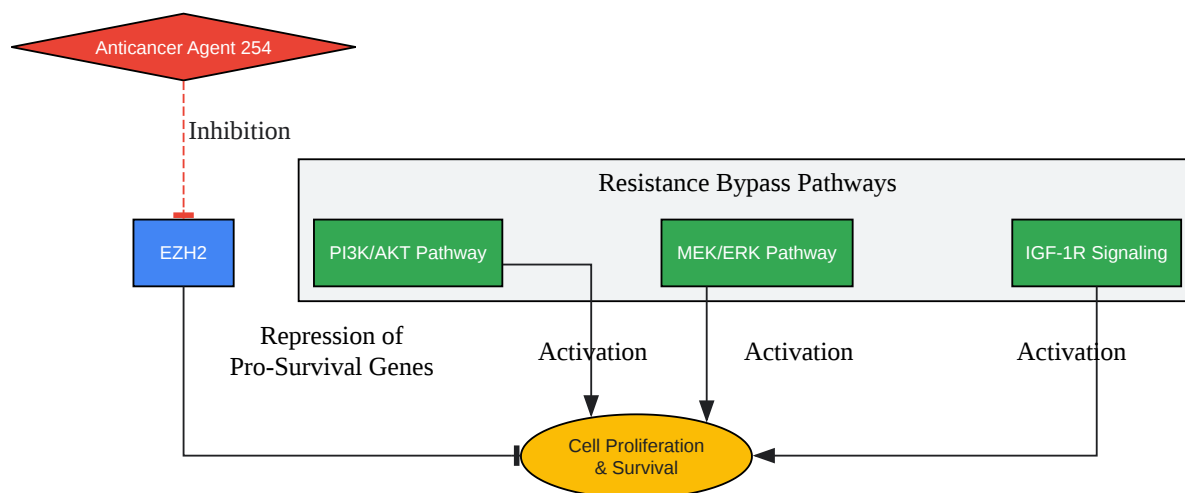 Anticancer Agent 254
Inhibition
Resistance Bypass Pathways
EZH2
PI3K/AKT Pathway
MEK/ERK Pathway
IGF-1R Signaling
Repression of
Pro-Survival Genes
Activation
Activation
Activation
Cell Proliferation
& Survival